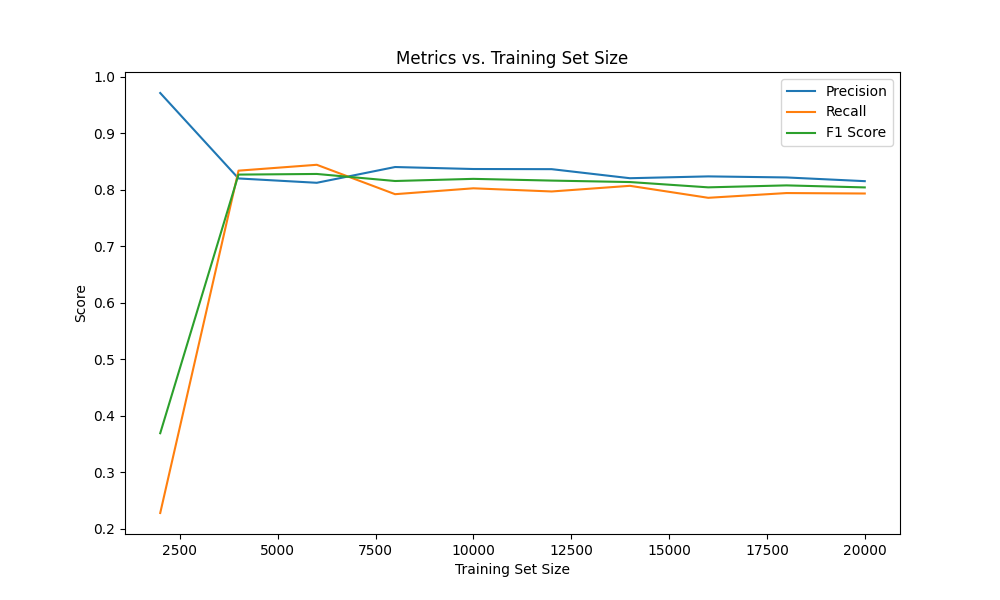 Metrics vs. Training Set Size
Precision
Recall
F1 Score
1.0
0.9
0.8
0.7
0.6
0.5
0.4
0.3
0.2
Score
2500 5000 7500 10000 12500 15000 17500 20000
Training Set Size